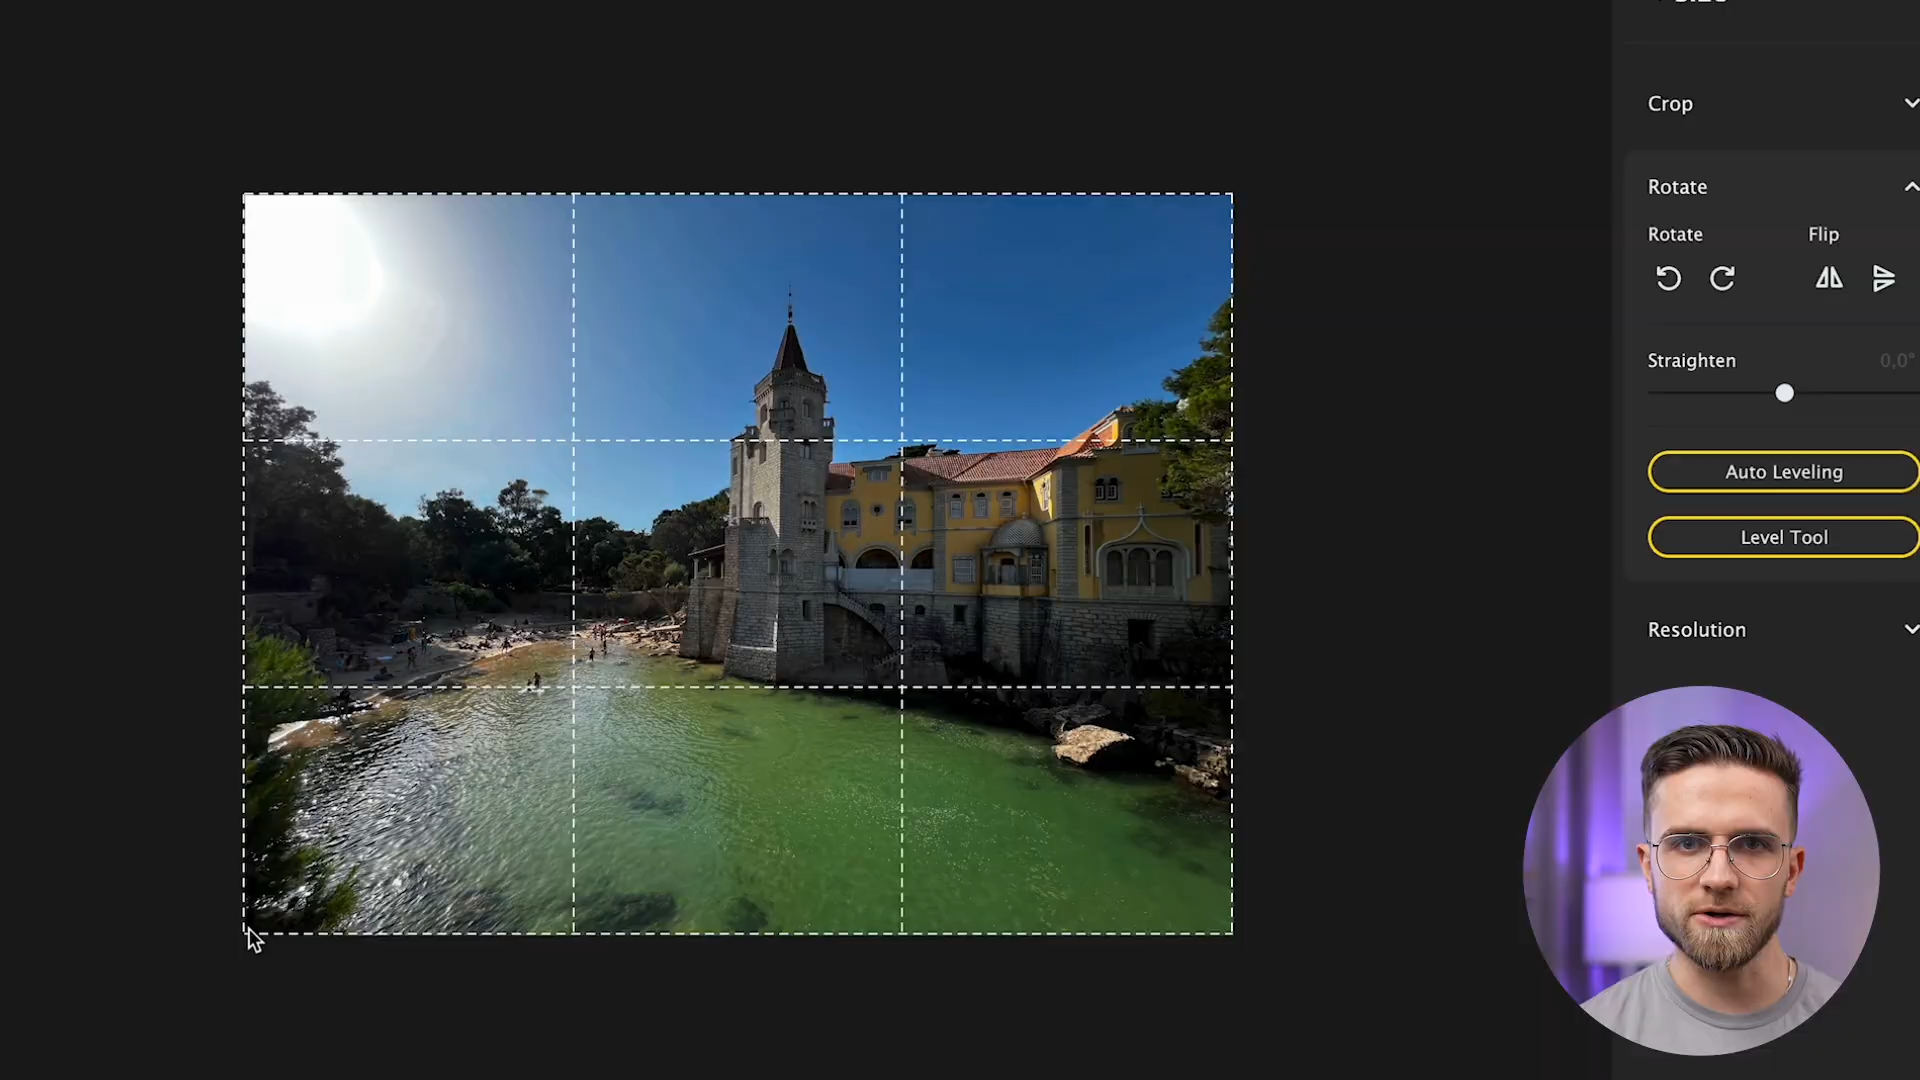 Crop
Rotate
Rotate Flip
Straighten 0,0°
Auto Leveling
Level Tool
Resolution